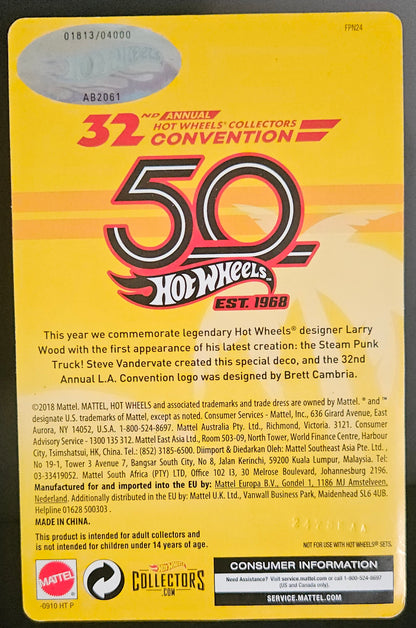 01813/04000
FPN24
HOT WHEELS
AB2061
32ND ANNUAL
HOT WHEELS® COLLECTORS
CONVENTION
50
HOT WHEELS™
EST. 1968
This year we commemorate legendary Hot Wheels® designer Larry
Wood with the first appearance of his latest creation: the Steam Punk
Truck! Steve Vandervate created this special deco, and the 32nd
Annual L.A. Convention logo was designed by Brett Cambria.
©2018 Mattel. MATTEL, HOT WHEELS and associated trademarks and trade dress are owned by Mattel. ® and ™
designate U.S. trademarks of Mattel, except as noted. Consumer Services - Mattel, Inc., 636 Girard Avenue, East
Aurora, NY 14052, U.S.A. 1-800-524-8697. Mattel Australia Pty. Ltd., Richmond, Victoria. 3121. Consumer
Advisory Service - 1300 135 312. Mattel East Asia Ltd., Room 503-09, North Tower, World Finance Centre, Harbour
City, Tsimshatsui, HK, China. Tel.: (852) 3185-6500. Diimport & Diedarkan Oleh: Mattel Southeast Asia Pte. Ltd.,
No 19-1, Tower 3 Avenue 7, Bangsar South City, No 8, Jalan Kerinchi, 59200 Kuala Lumpur, Malaysia. Tel:
03-33419052. Mattel South Africa (PTY) LTD, Office 102 I3, 30 Melrose Boulevard, Johannesburg 2196.
Manufactured for and imported into the EU by: Mattel Europa B.V., Gondel 1, 1186 MJ Amstelveen,
Nederland. Additionally distributed in the EU by: Mattel U.K. Ltd., Vanwall Business Park, Maidenhead SL6 4UB.
Helpline 01628 500303.
MADE IN CHINA.
This product is intended for adult collectors and
is not intended for children under 14 years of age.
NOT FOR USE WITH HOT WHEELS® SETS.
MATTEL
-0910 HT P
HOT WHEELS
COLLECTORS
.COM
CONSUMER INFORMATION
Need Assistance? Visit service.mattel.com or call 1-800-524-8697
(US and Canada only).
SERVICE.MATTEL.COM